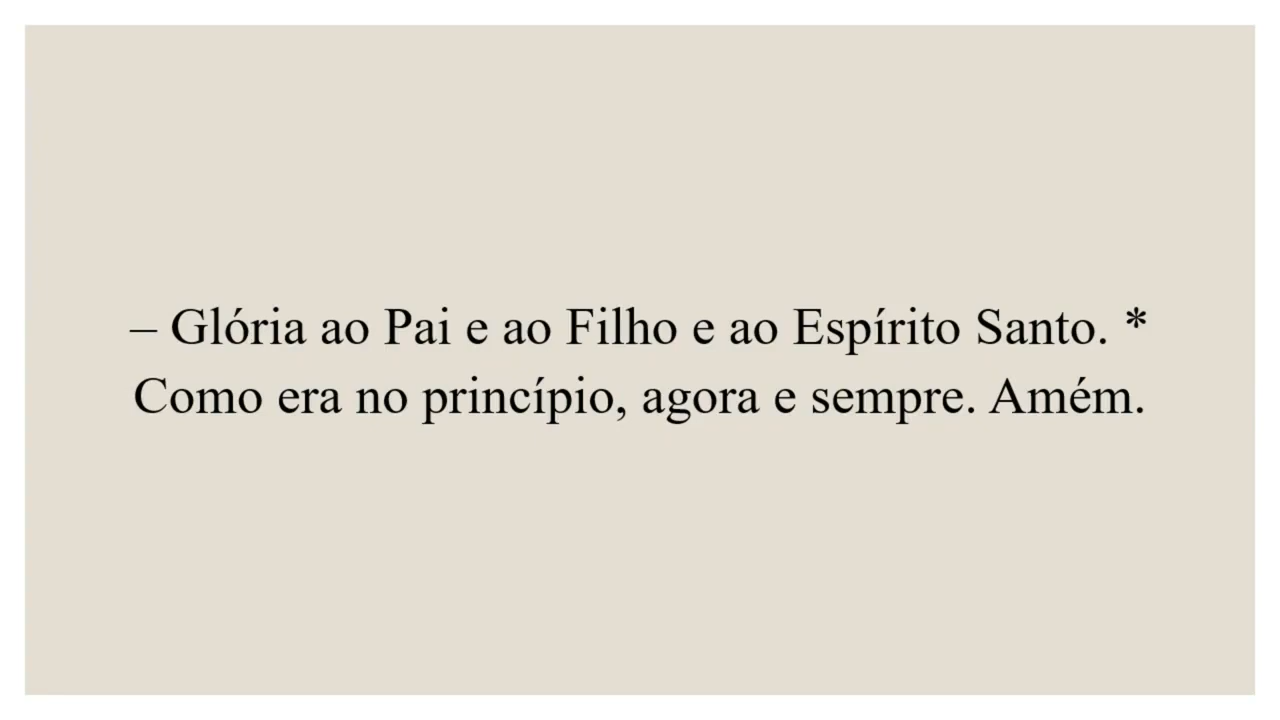 – Glória ao Pai e ao Filho e ao Espírito Santo. *
Como era no princípio, agora e sempre. Amém.